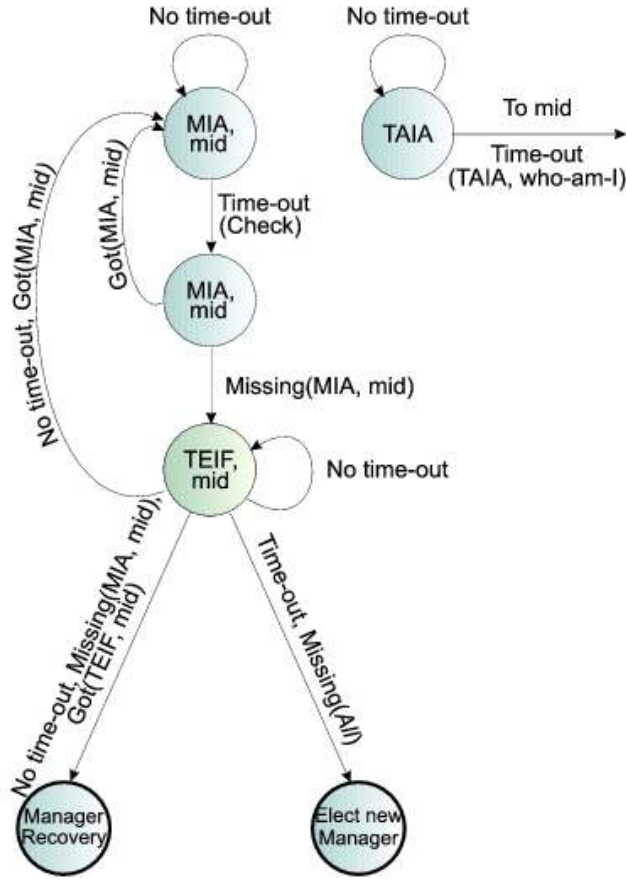 No time-out
No time-out
MIA,
mid
TAIA
To mid
Time-out
(TAIA, who-am-I)
Time-out
(Check)
Got(MIA, mid)
No time-out, Got(MIA, mid)
MIA,
mid
Missing(MIA, mid)
TEIF,
mid
No time-out
No time-out, Missing(MIA, mid),
Got(TEIF, mid)
Time-out, Missing(All)
Manager
Recovery
Elect new
Manager